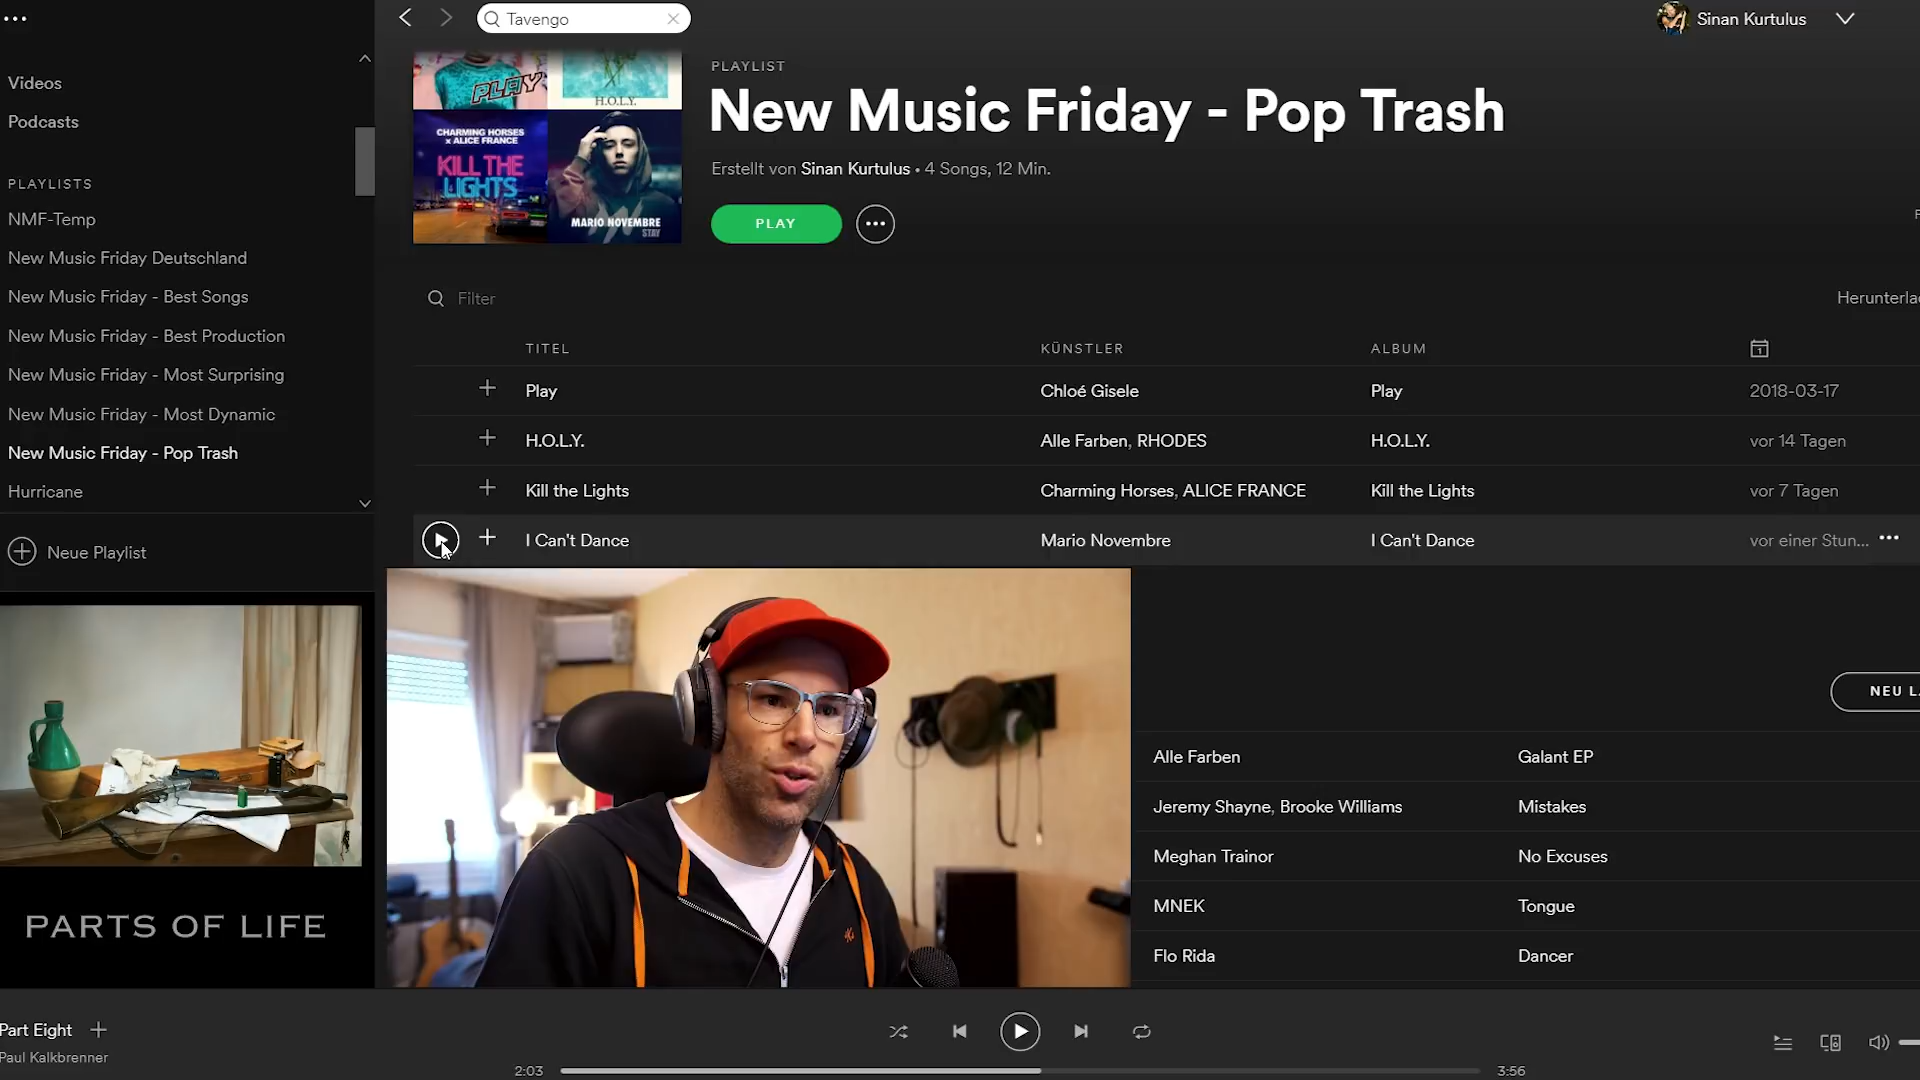 Tavengo
Sinan Kurtulus
Videos
Podcasts
PLAYLISTS
NMF-Temp
New Music Friday Deutschland
New Music Friday - Best Songs
New Music Friday - Best Production
New Music Friday - Most Surprising
New Music Friday - Most Dynamic
New Music Friday - Pop Trash
Hurricane
Neue Playlist
PARTS OF LIFE
PLAY
H.O.L.Y.
CHARMING HORSES
x ALICE FRANCE
KILL THE
LIGHTS
MARIO NOVEMBRE
STAY
PLAYLIST
New Music Friday - Pop Trash
Erstellt von Sinan Kurtulus • 4 Songs, 12 Min.
PLAY
Filter
Herunterla
TITEL KÜNSTLER ALBUM
Play Chloé Gisele Play 2018-03-17
H.O.L.Y. Alle Farben, RHODES H.O.L.Y. vor 14 Tagen
Kill the Lights Charming Horses, ALICE FRANCE Kill the Lights vor 7 Tagen
I Can't Dance Mario Novembre I Can't Dance vor einer Stun...
NEU L
Alle Farben Galant EP
Jeremy Shayne, Brooke Williams Mistakes
Meghan Trainor No Excuses
MNEK Tongue
Flo Rida Dancer
Part Eight
Paul Kalkbrenner
2:03 3:56